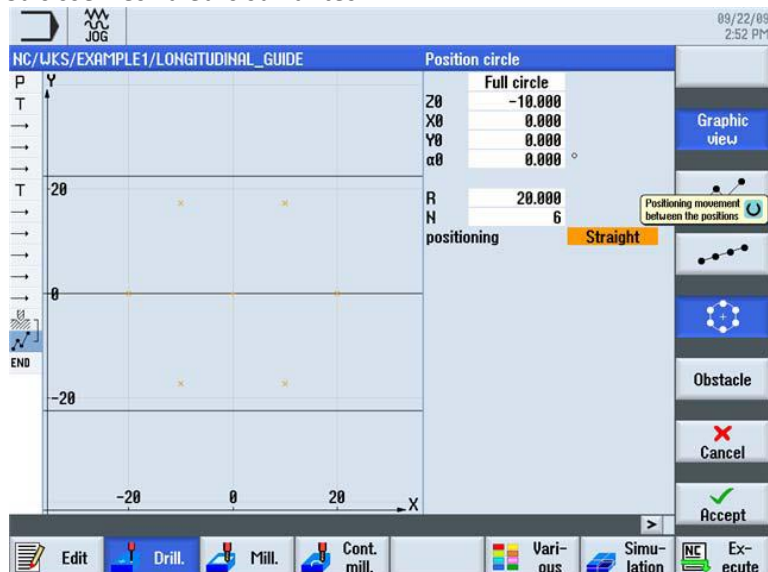 JOG
09/22/09
2:52 PM
NC/WKS/EXAMPLE1/LONGITUDINAL_GUIDE
Position circle
P
T
T
END
Y
20
0
-20
-20
0
20
X
Full circle
Z0 -10.000
X0 0.000
Y0 0.000
α0 0.000 °
R 20.000
N 6
positioning Straight
Graphic
view
Positioning movement
between the positions
Obstacle
Cancel
Accept
>
Edit
Drill.
Mill.
Cont.
mill.
Vari-
ous
Simu-
lation
NC
Ex-
ecute